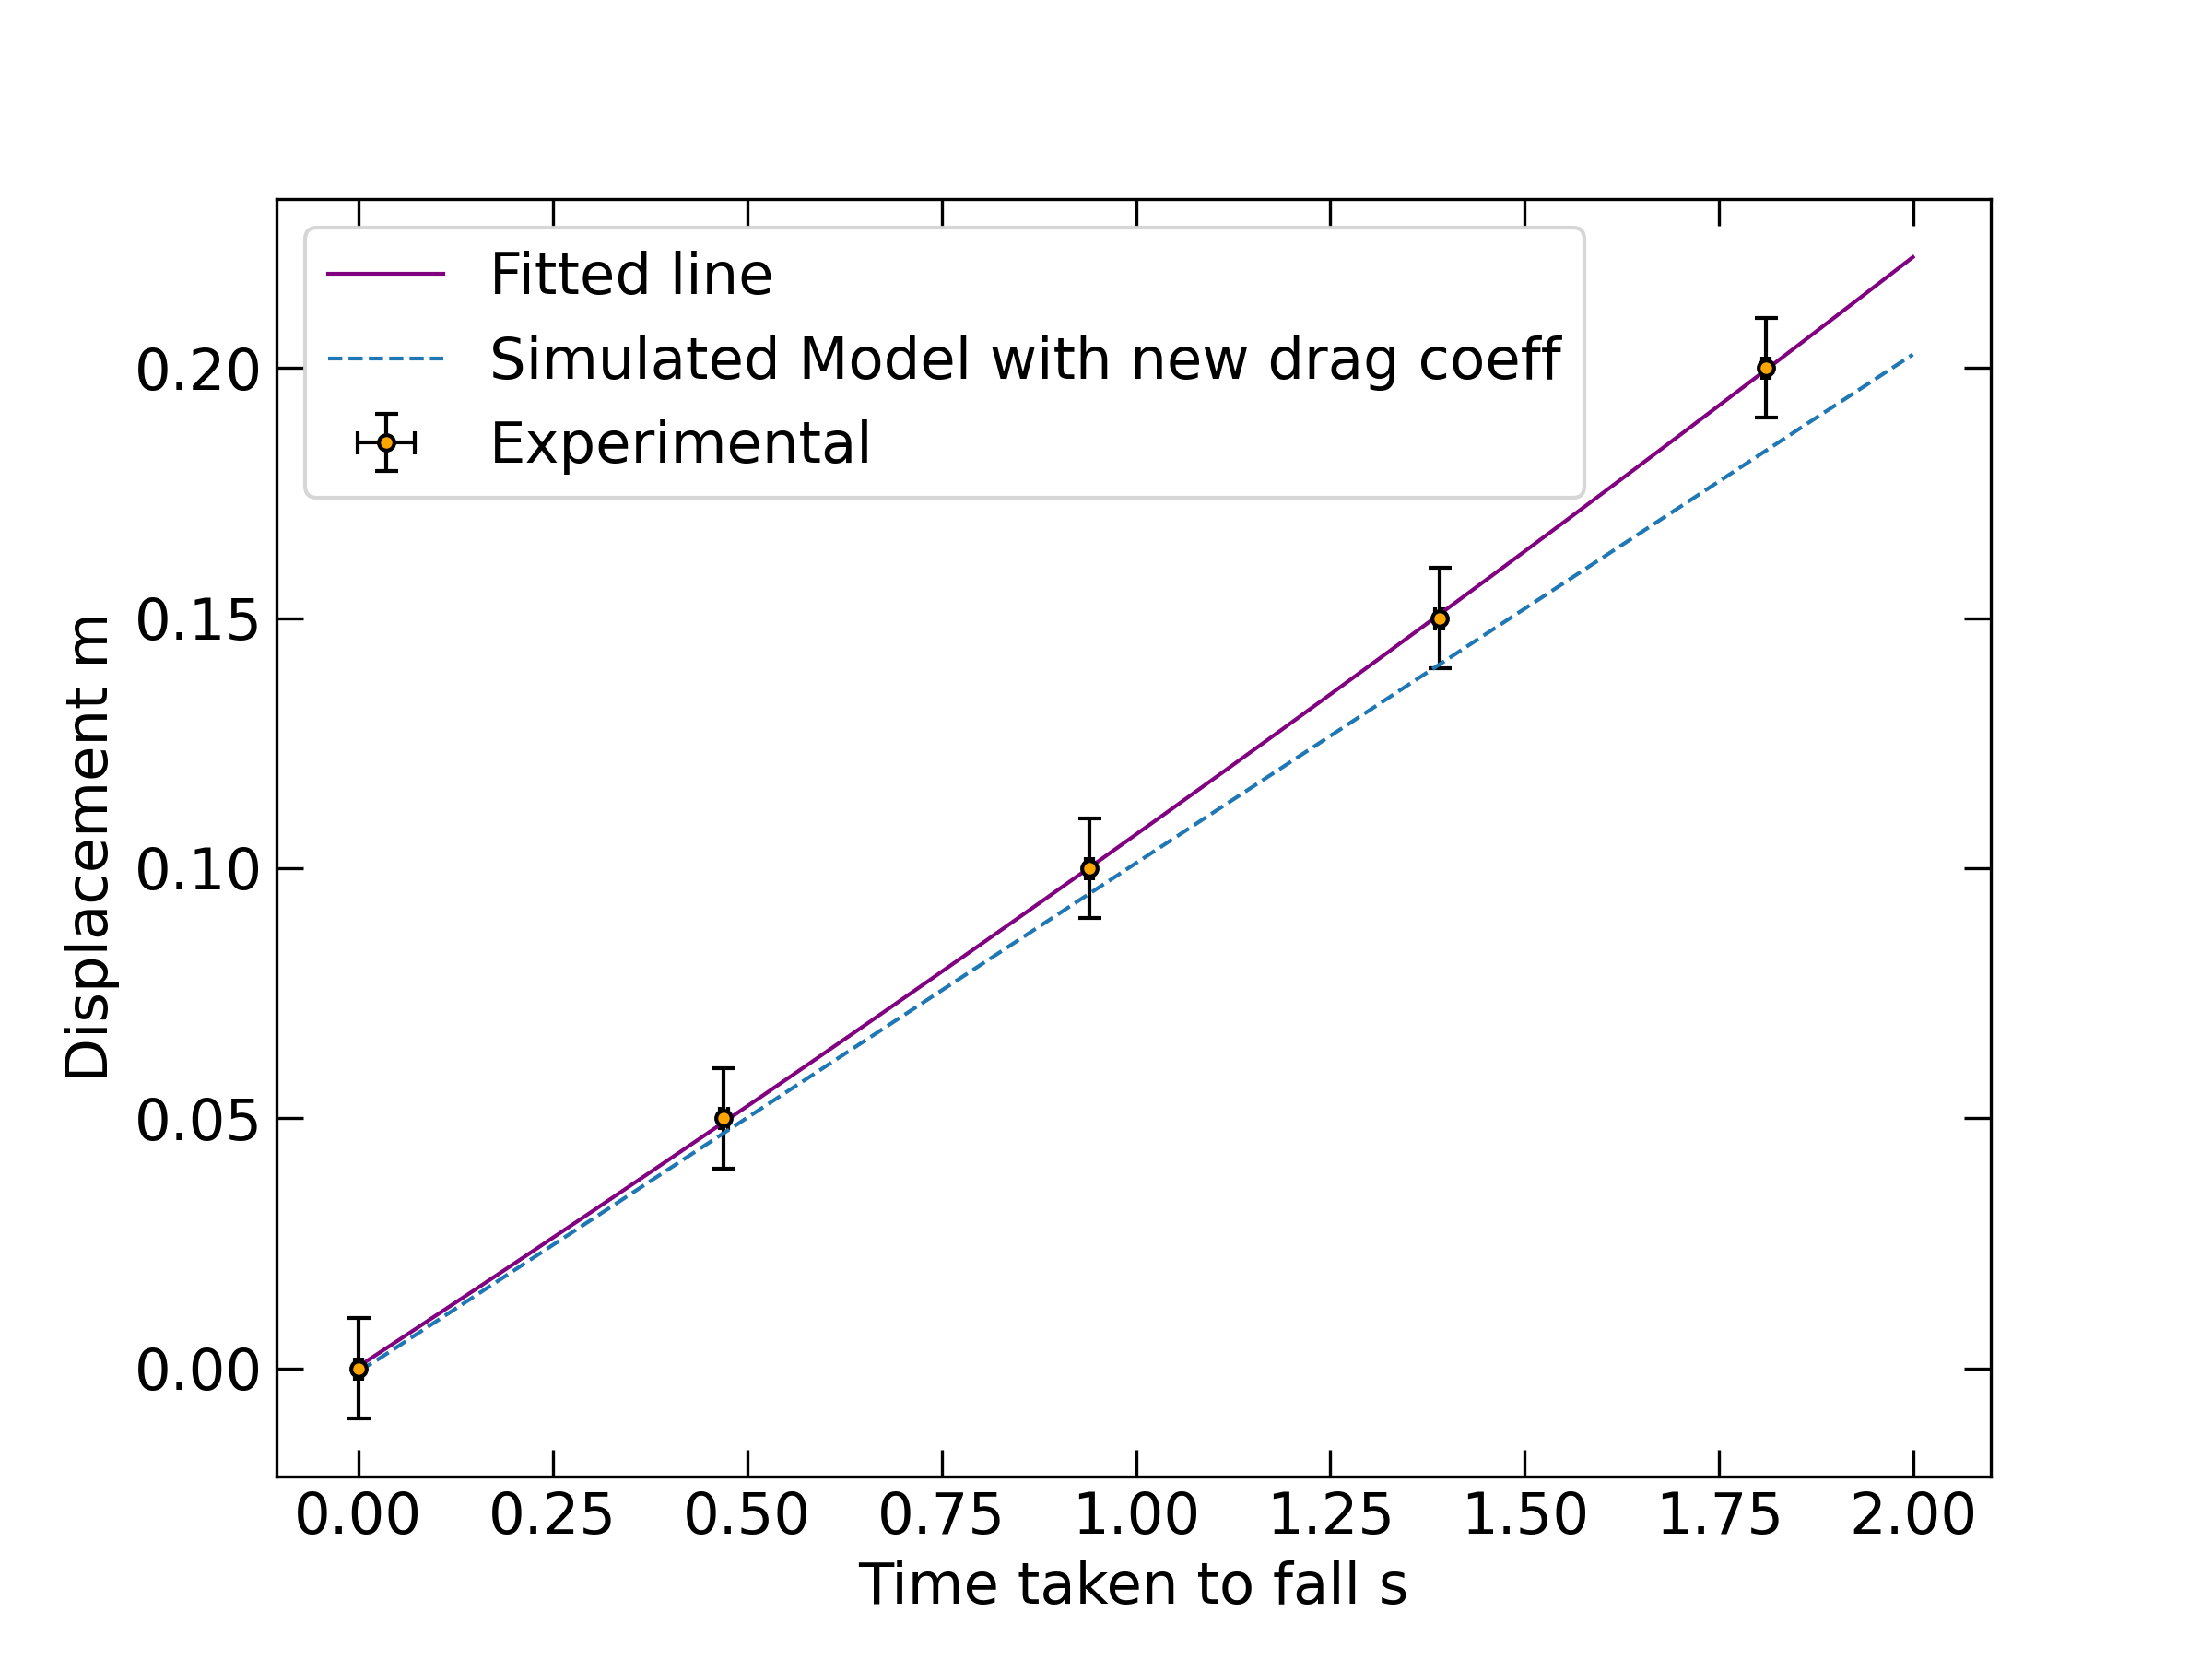 Fitted line
Simulated Model with new drag coeff
Experimental
0.20
0.15
0.10
0.05
0.00
Displacement m
0.00 0.25 0.50 0.75 1.00 1.25 1.50 1.75 2.00
Time taken to fall s